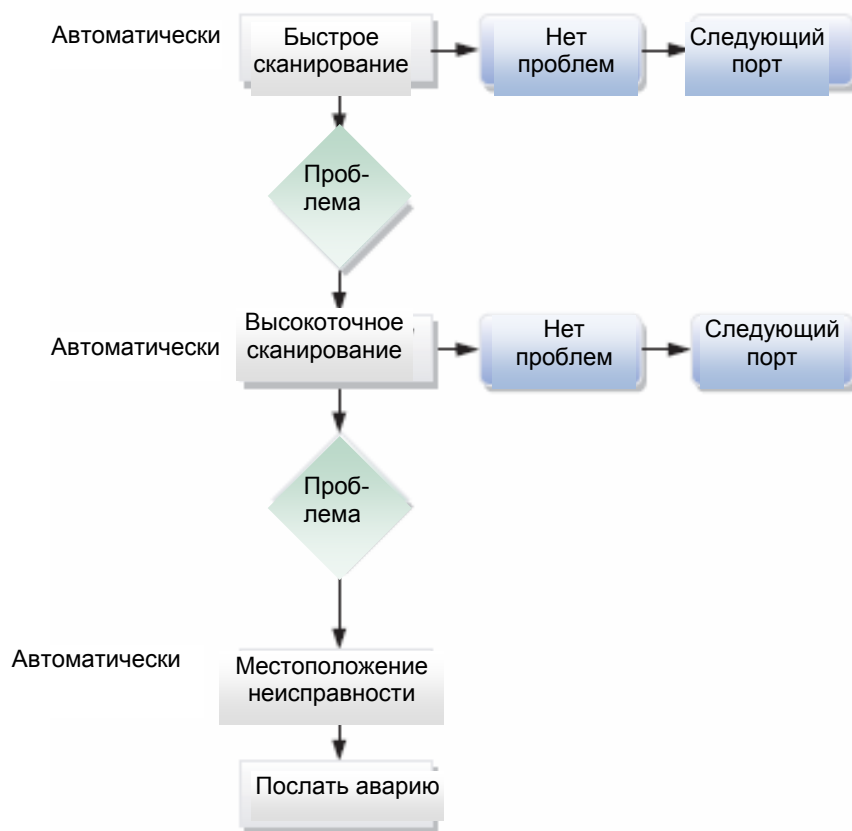 Автоматически
Быстрое
сканирование
Нет
проблем
Следующий
порт
Проб-
лема
Автоматически
Высокоточное
сканирование
Нет
проблем
Следующий
порт
Проб-
лема
Автоматически
Местоположение
неисправности
Послать аварию